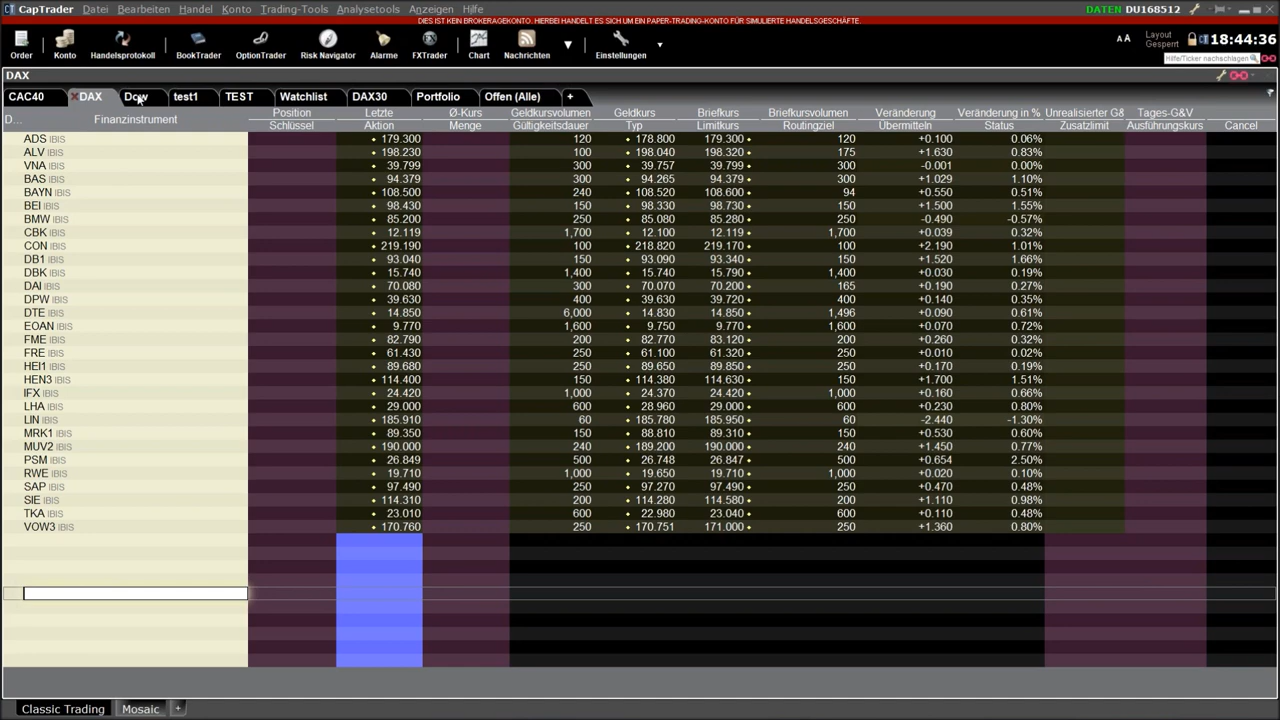 CapTrader Datei Bearbeiten Handel Konto Trading-Tools Analysetools Anzeigen Hilfe DATEN DU168512
DIES IST KEIN BROKERAGEKONTO. HIERBEI HANDELT ES SICH UM EIN PAPER-TRADING-KONTO FÜR SIMULIERTE HANDELSGESCHÄFTE.
Order Konto Handelsprotokoll BookTrader OptionTrader Risk Navigator Alarme FXTrader Chart Nachrichten Einstellungen
A A Layout Gesperrt 18:44:36
Hilfe/Ticker nachschlagen
DAX
CAC40 DAX Dow test1 TEST Watchlist DAX30 Portfolio Offen (Alle) +
D... Finanzinstrument
Position Letzte Ø-Kurs Geldkursvolumen Geldkurs Briefkurs Briefkursvolumen Veränderung Veränderung in % Unrealisierter G& Tages-G&V
Schlüssel Aktion Menge Gültigkeitsdauer Typ Limitkurs Routingziel Übermitteln Status Zusatzlimit Ausführungskurs Cancel
ADS IBIS 179.300 120 178.800 179.300 120 +0.100 0.06%
ALV IBIS 198.230 100 198.040 198.320 175 +1.630 0.83%
VNA IBIS 39.799 300 39.757 39.799 300 -0.001 0.00%
BAS IBIS 94.379 300 94.265 94.379 300 +1.029 1.10%
BAYN IBIS 108.500 240 108.520 108.600 94 +0.550 0.51%
BEI IBIS 98.430 150 98.330 98.730 150 +1.500 1.55%
BMW IBIS 85.200 250 85.080 85.280 250 -0.490 -0.57%
CBK IBIS 12.119 1,700 12.100 12.119 1,700 +0.039 0.32%
CON IBIS 219.190 100 218.820 219.170 100 +2.190 1.01%
DB1 IBIS 93.040 150 93.090 93.340 150 +1.520 1.66%
DBK IBIS 15.740 1,400 15.740 15.790 1,400 +0.030 0.19%
DAI IBIS 70.080 300 70.070 70.200 165 +0.190 0.27%
DPW IBIS 39.630 400 39.630 39.720 400 +0.140 0.35%
DTE IBIS 14.850 6,000 14.830 14.850 1,496 +0.090 0.61%
EOAN IBIS 9.770 1,600 9.750 9.770 1,600 +0.070 0.72%
FME IBIS 82.790 200 82.770 83.120 200 +0.260 0.32%
FRE IBIS 61.430 250 61.100 61.320 250 +0.010 0.02%
HEI1 IBIS 89.680 250 89.650 89.850 250 +0.170 0.19%
HEN3 IBIS 114.400 150 114.380 114.630 150 +1.700 1.51%
IFX IBIS 24.420 1,000 24.370 24.430 1,000 +0.160 0.66%
LHA IBIS 29.000 600 28.960 29.040 600 +0.230 0.80%
LIN IBIS 185.910 60 185.780 185.950 60 -2.440 -1.30%
MRK1 IBIS 89.350 150 88.810 89.310 150 +0.530 0.60%
MUV2 IBIS 190.000 240 189.200 190.000 240 +1.450 0.77%
PSM IBIS 26.849 500 26.748 26.847 500 +0.654 2.50%
RWE IBIS 19.710 1,000 19.650 19.710 1,000 +0.020 0.10%
SAP IBIS 97.490 250 97.270 97.490 250 +0.470 0.48%
SIE IBIS 114.310 200 114.280 114.580 200 +1.110 0.98%
TKA IBIS 23.010 600 22.980 23.040 600 +0.110 0.48%
VOW3 IBIS 170.760 250 170.751 171.000 250 +1.360 0.80%
Classic Trading Mosaic +